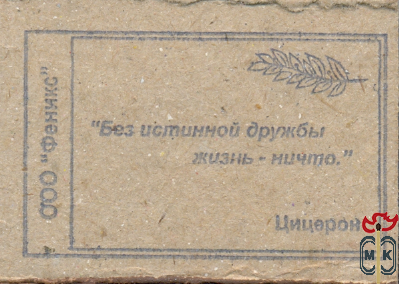 ООО "Феникс"
"Без истинной дружбы
жизнь - ничто."
Цицерон
МК